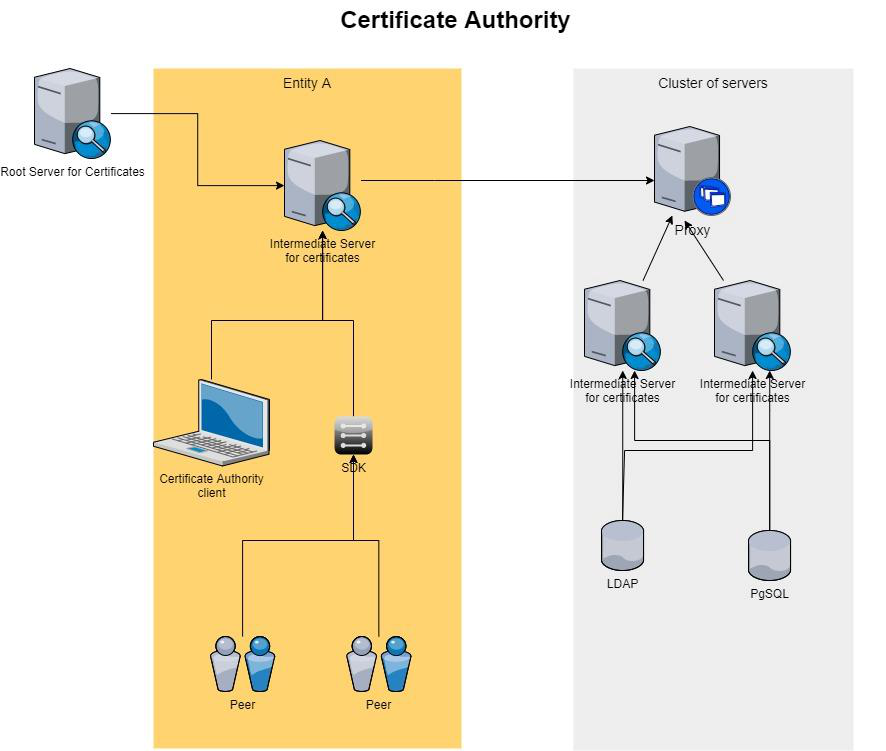 Certificate Authority
Entity A
Cluster of servers
Root Server for Certificates
Proxy
Intermediate Server
for certificates
Intermediate Server
for certificates
Intermediate Server
for certificates
SDK
Certificate Authority
client
LDAP
PgSQL
Peer
Peer